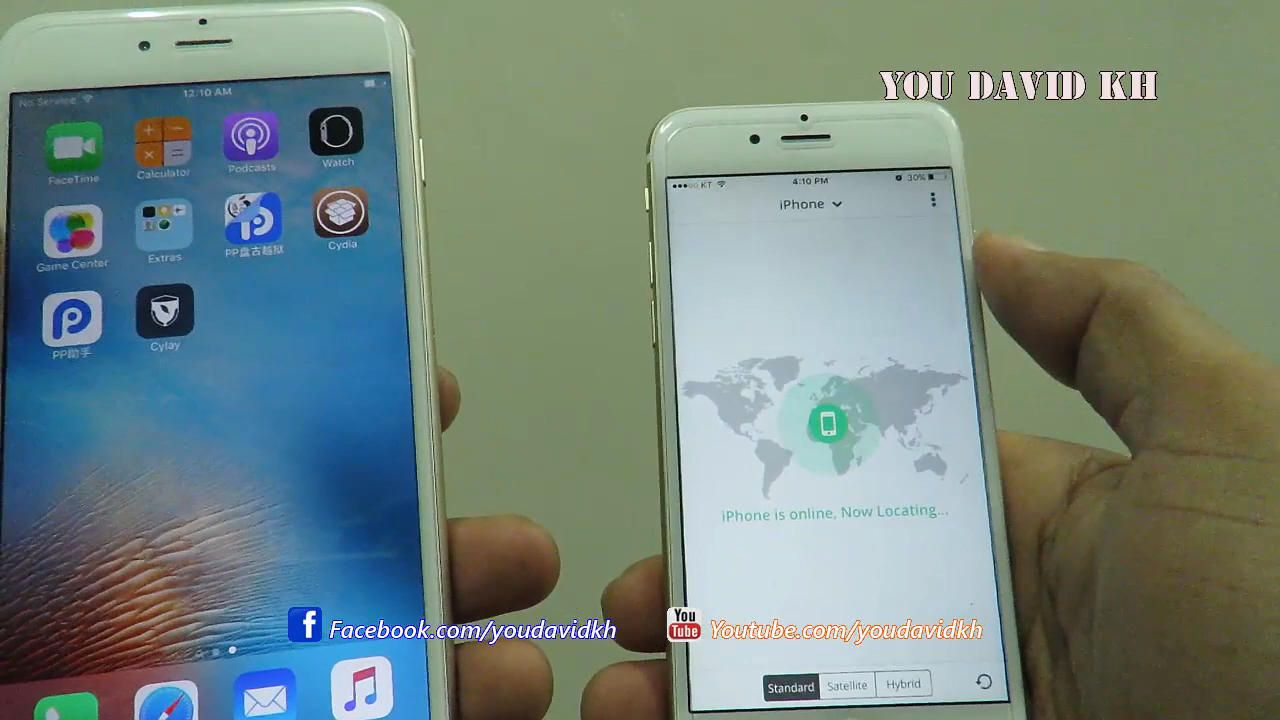 YOU DAVID KH
No Service
12:10 AM
FaceTime
Calculator
Podcasts
Watch
Game Center
Extras
PP盘古越狱
Cydia
PP助手
Cylay
KT
4:10 PM
30%
iPhone
iPhone is online, Now Locating...
Standard
Satellite
Hybrid
Facebook.com/youdavidkh
You
Tube
Youtube.com/youdavidkh